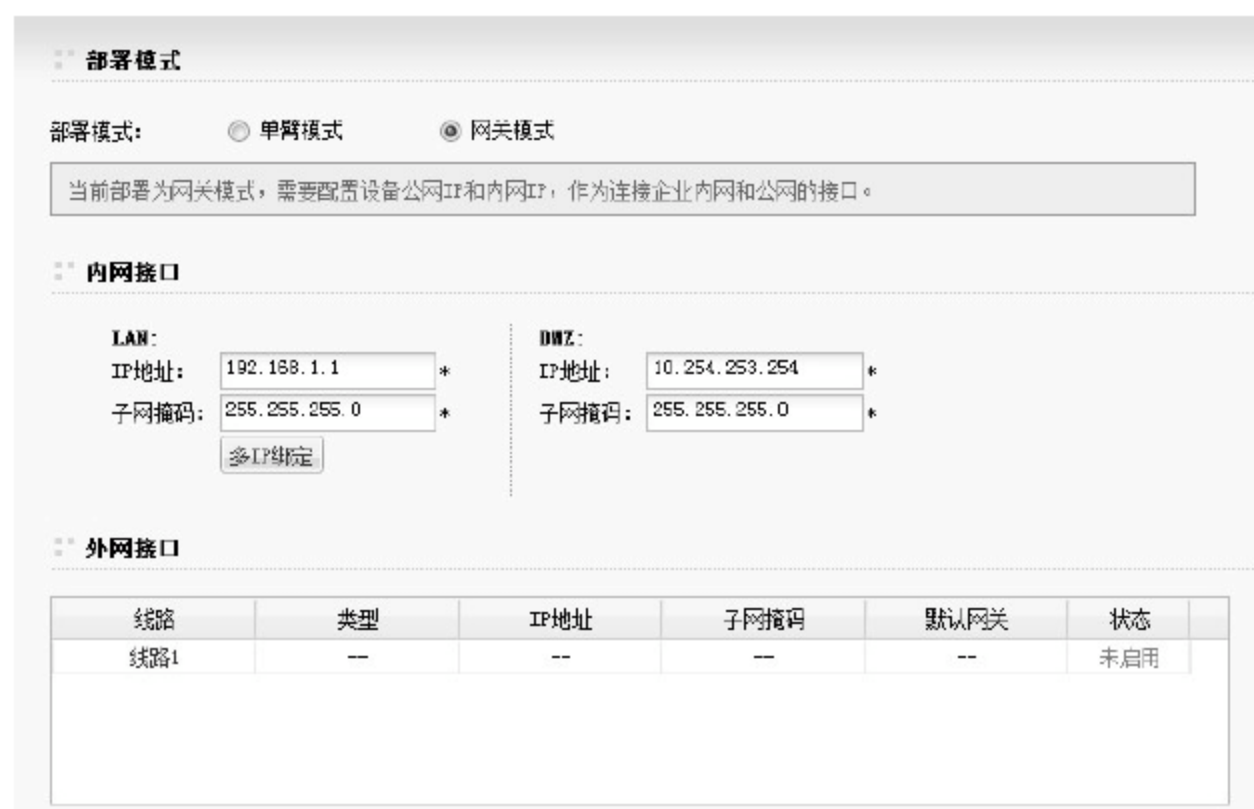 部署模式
部署模式: 单臂模式 网关模式
当前部署为网关模式,需要配置设备公网IP和内网IP,作为连接企业内网和公网的接口。
内网接口
LAN:
IP地址: 192.168.1.1 *
子网掩码: 255.255.255.0 *
多IP绑定
DMZ:
IP地址: 10.254.253.254 *
子网掩码: 255.255.255.0 *
外网接口
线路 类型 IP地址 子网掩码 默认网关 状态
线路1 -- -- -- -- 未启用